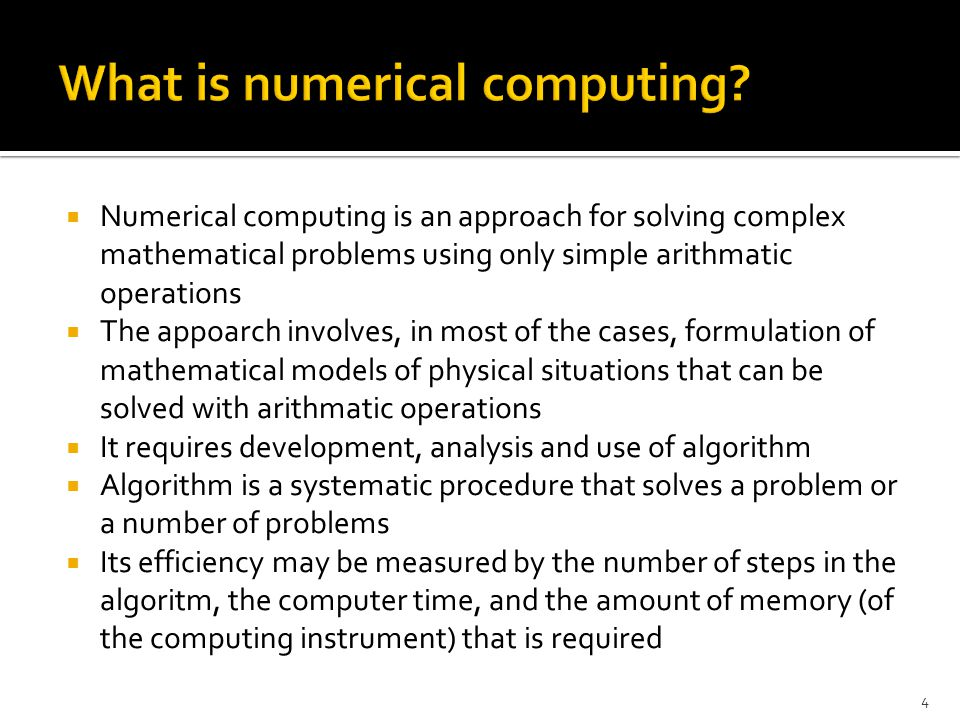 What is numerical computing?
Numerical computing is an approach for solving complex
mathematical problems using only simple arithmatic
operations
The appoarch involves, in most of the cases, formulation of
mathematical models of physical situations that can be
solved with arithmatic operations
It requires development, analysis and use of algorithm
Algorithm is a systematic procedure that solves a problem or
a number of problems
Its efficiency may be measured by the number of steps in the
algoritm, the computer time, and the amount of memory (of
the computing instrument) that is required
4